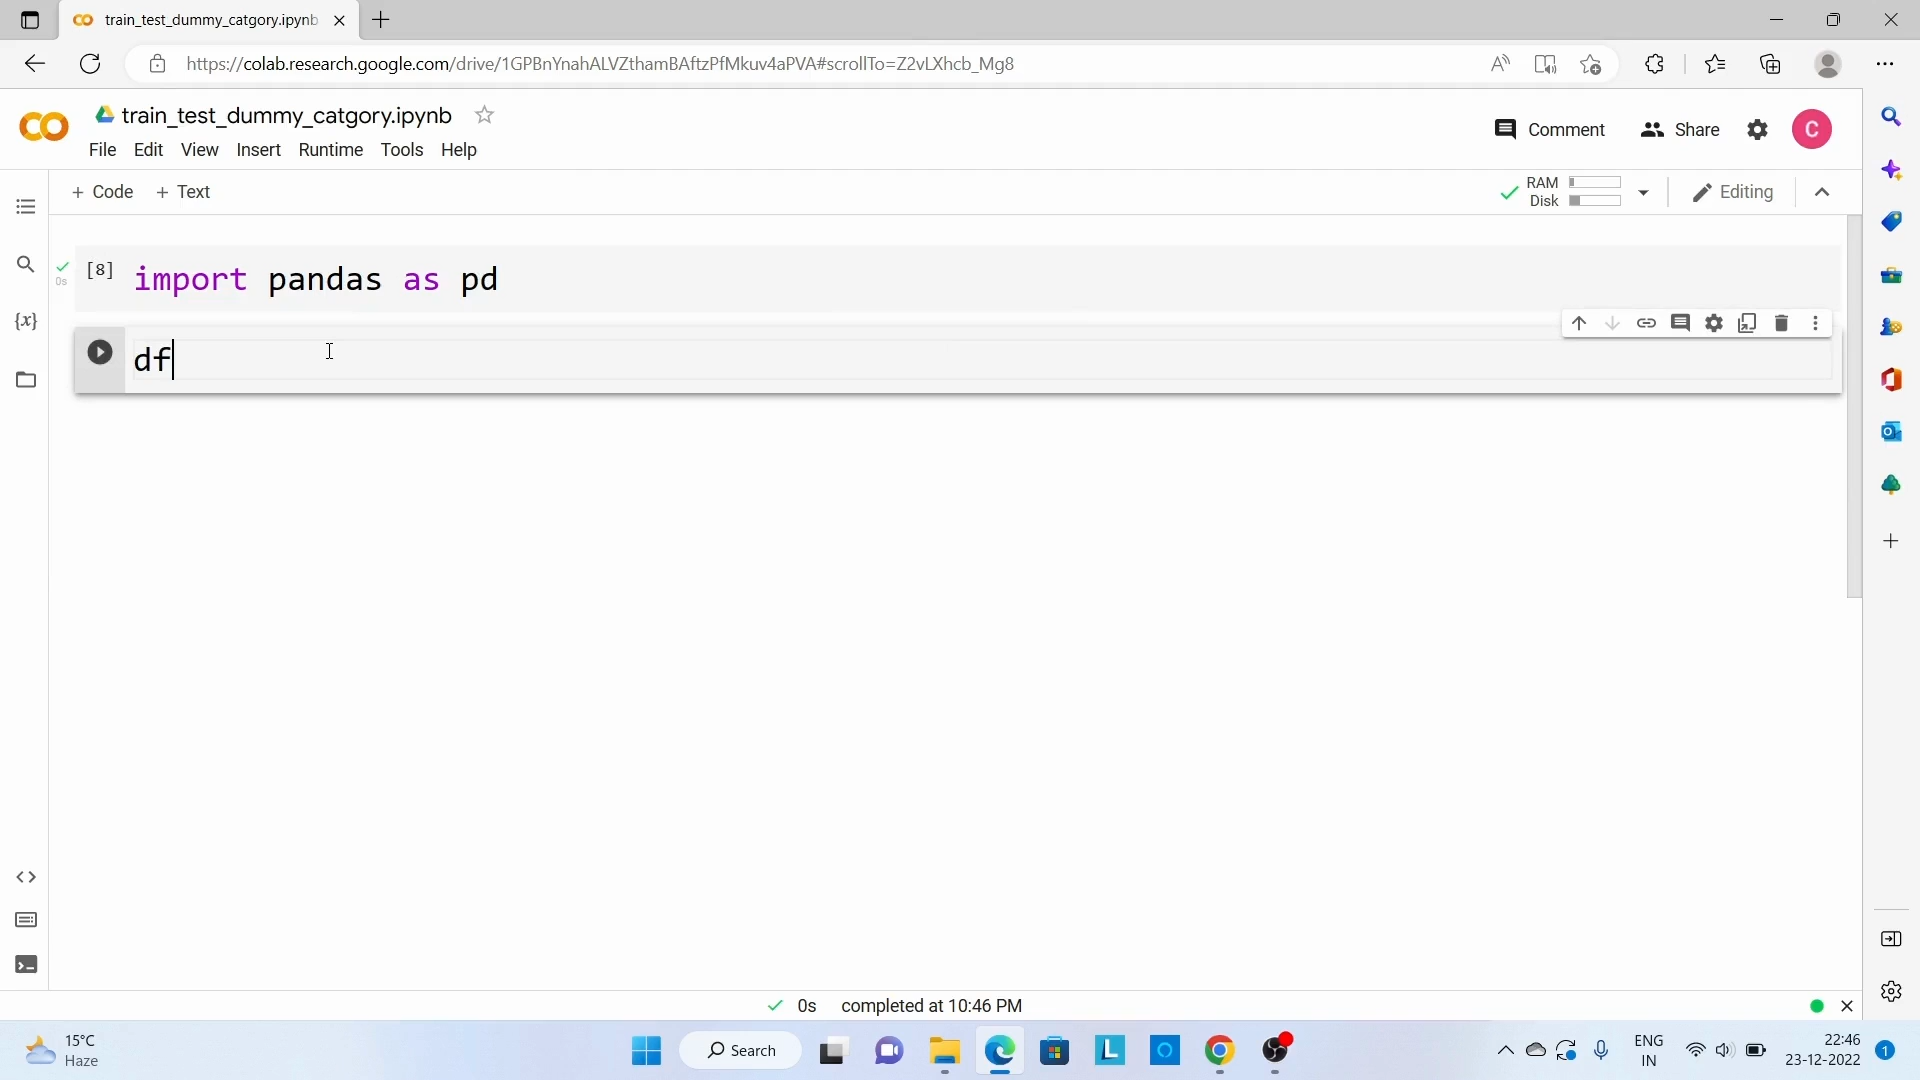 train_test_dummy_catgory.ipynb
https://colab.research.google.com/drive/1GPBnYnahALVZthamBAftzPfMkuv4aPVA#scrollTo=Z2vLXhcb_Mg8
train_test_dummy_catgory.ipynb
File Edit View Insert Runtime Tools Help
Comment
Share
C
+ Code + Text
RAM
Disk
Editing
0s
[8] import pandas as pd
{x}
df
0s completed at 10:46 PM
15°C
Haze
Search
ENG
IN
22:46
23-12-2022
1